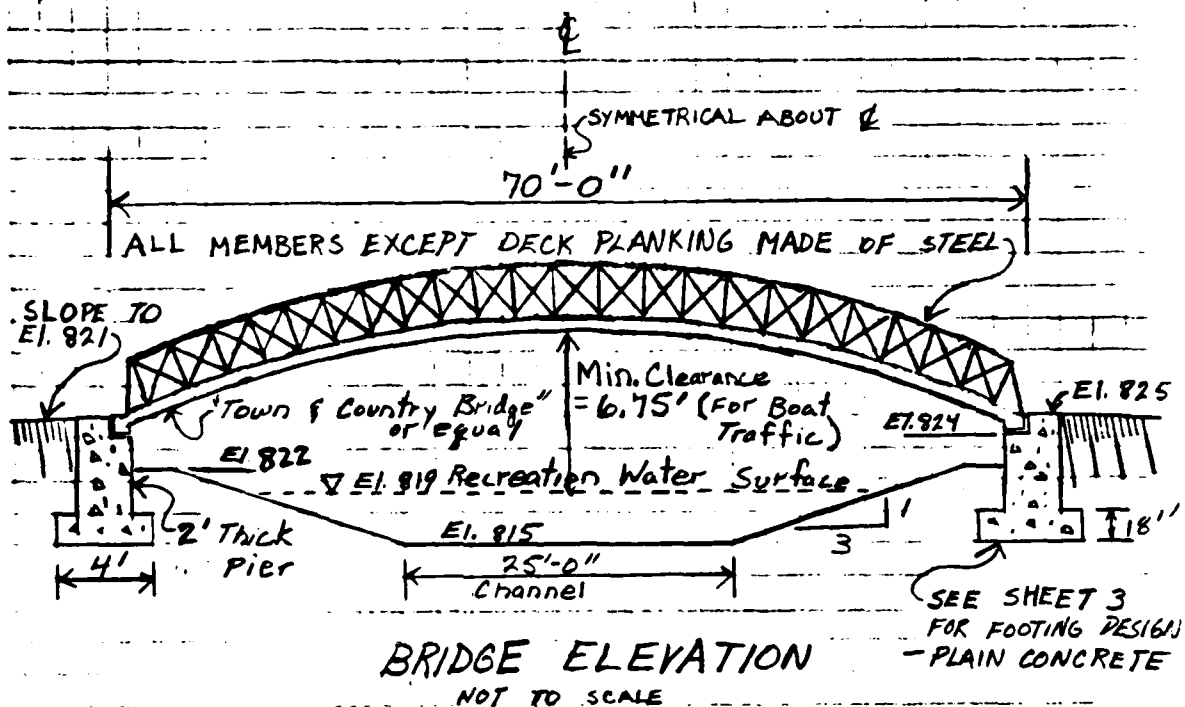 ℄
SYMMETRICAL ABOUT ℄
70'-0"
ALL MEMBERS EXCEPT DECK PLANKING MADE OF STEEL
SLOPE TO
El. 821
Min. Clearance
= 6.75' (For Boat
Traffic)
"Town & Country Bridge"
or equal
El. 825
El. 824
El 822
▽ El. 819 Recreation Water Surface
El. 815
1
3
18"
2' Thick
Pier
4'
25'-0"
Channel
SEE SHEET 3
FOR FOOTING DESIGN
- PLAIN CONCRETE
BRIDGE ELEVATION
NOT TO SCALE